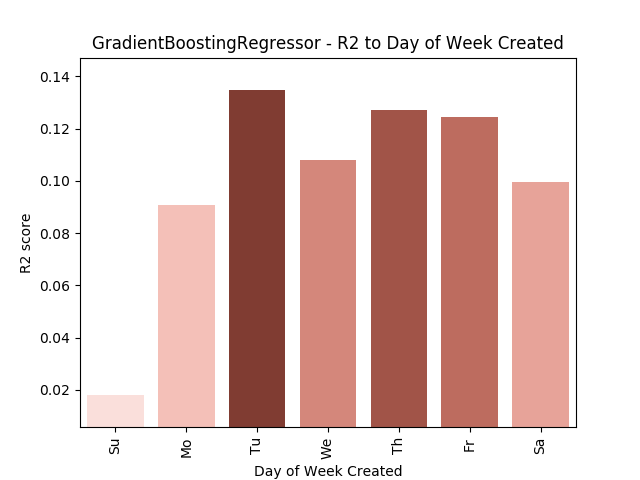 GradientBoostingRegressor - R2 to Day of Week Created
0.14
0.12
0.10
0.08
0.06
0.04
0.02
R2 score
Su
Mo
Tu
We
Th
Fr
Sa
Day of Week Created